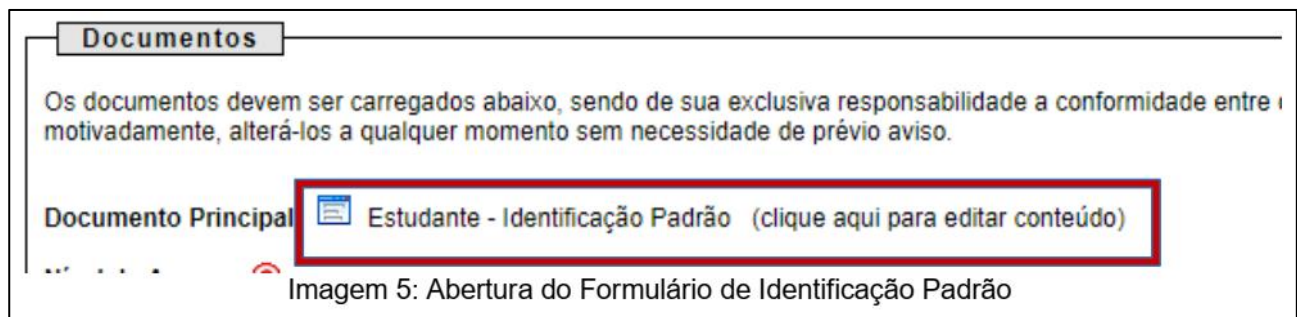 Documentos
Os documentos devem ser carregados abaixo, sendo de sua exclusiva responsabilidade a conformidade entre
motivadamente, alterá-los a qualquer momento sem necessidade de prévio aviso.
Documento Principal Estudante - Identificação Padrão (clique aqui para editar conteúdo)
Imagem 5: Abertura do Formulário de Identificação Padrão